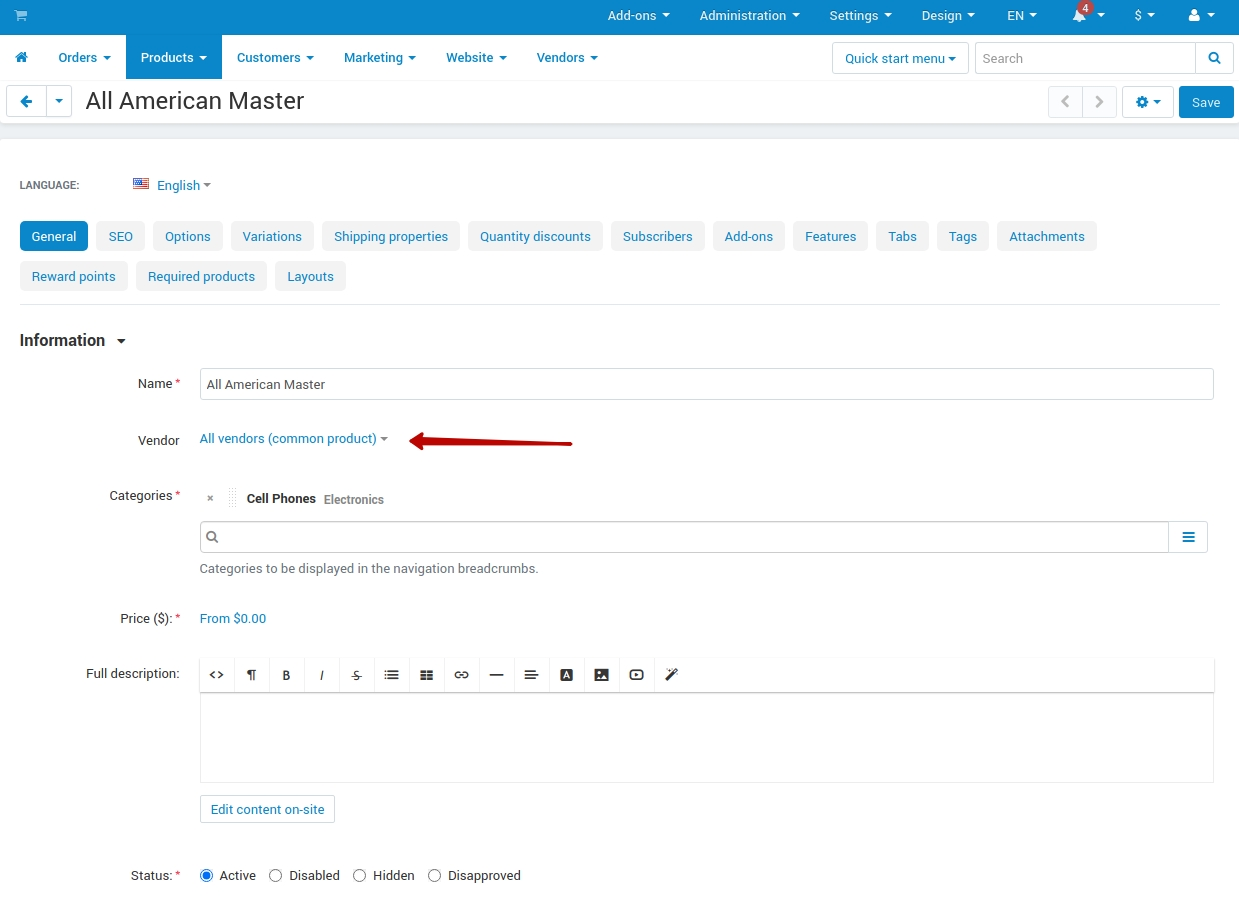 Add-ons Administration Settings Design EN 4 $
Orders Products Customers Marketing Website Vendors Quick start menu Search
All American Master Save
LANGUAGE: English
General SEO Options Variations Shipping properties Quantity discounts Subscribers Add-ons Features Tabs Tags Attachments
Reward points Required products Layouts
Information
Name * All American Master
Vendor All vendors (common product)
Categories * × Cell Phones Electronics
Categories to be displayed in the navigation breadcrumbs.
Price ($): * From $0.00
Full description: <> ¶ B I S A
Edit content on-site
Status: * Active Disabled Hidden Disapproved